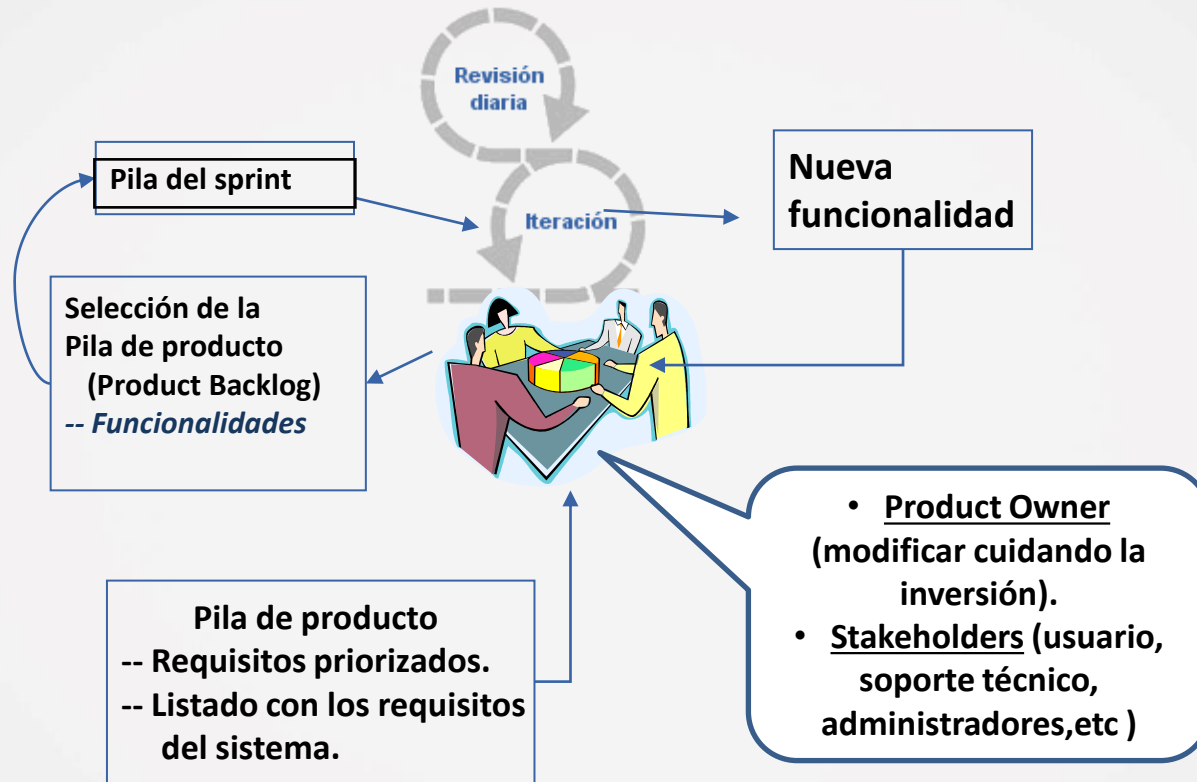 Revisión
diaria
Pila del sprint
Iteración
Nueva
funcionalidad
Selección de la
Pila de producto
(Product Backlog)
-- Funcionalidades
Pila de producto
-- Requisitos priorizados.
-- Listado con los requisitos
del sistema.
• Product Owner
(modificar cuidando la
inversión).
• Stakeholders (usuario,
soporte técnico,
administradores,etc )